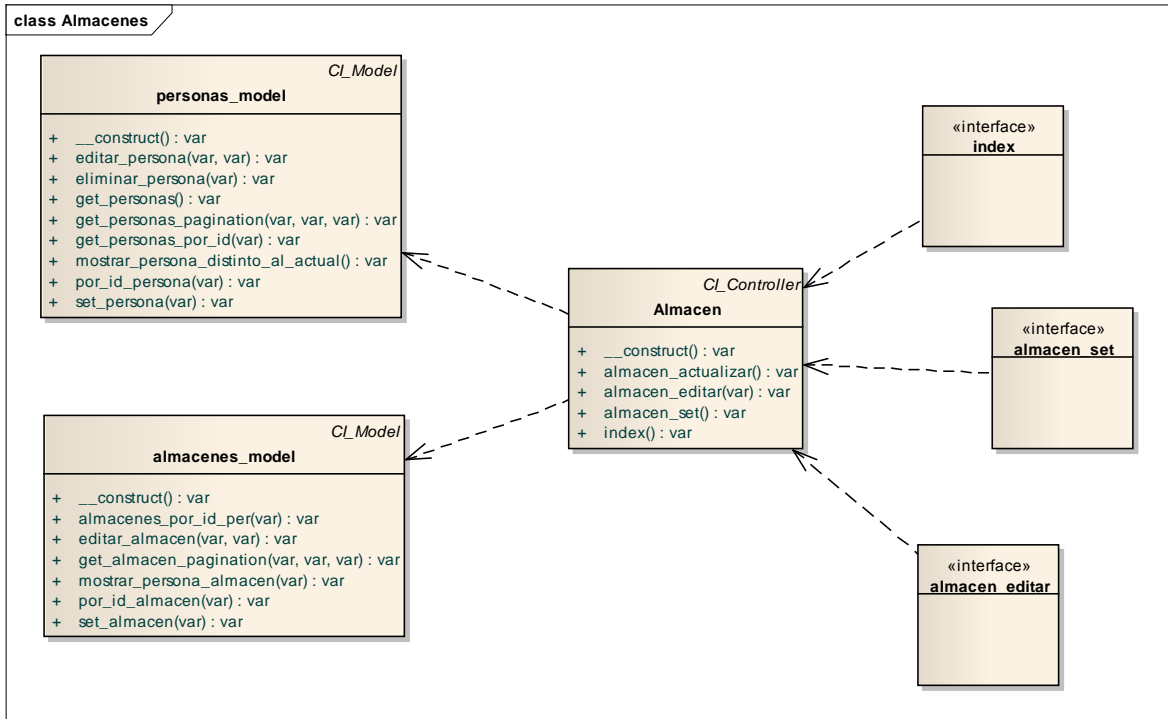 class Almacenes
CI_Model
personas_model
+ __construct() : var
+ editar_persona(var, var) : var
+ eliminar_persona(var) : var
+ get_personas() : var
+ get_personas_pagination(var, var, var) : var
+ get_personas_por_id(var) : var
+ mostrar_persona_distinto_al_actual() : var
+ por_id_persona(var) : var
+ set_persona(var) : var
CI_Model
almacenes_model
+ __construct() : var
+ almacenes_por_id_per(var) : var
+ editar_almacen(var, var) : var
+ get_almacen_pagination(var, var, var) : var
+ mostrar_persona_almacen(var) : var
+ por_id_almacen(var) : var
+ set_almacen(var) : var
CI_Controller
Almacen
+ __construct() : var
+ almacen_actualizar() : var
+ almacen_editar(var) : var
+ almacen_set() : var
+ index() : var
«interface»
index
«interface»
almacen_set
«interface»
almacen_editar